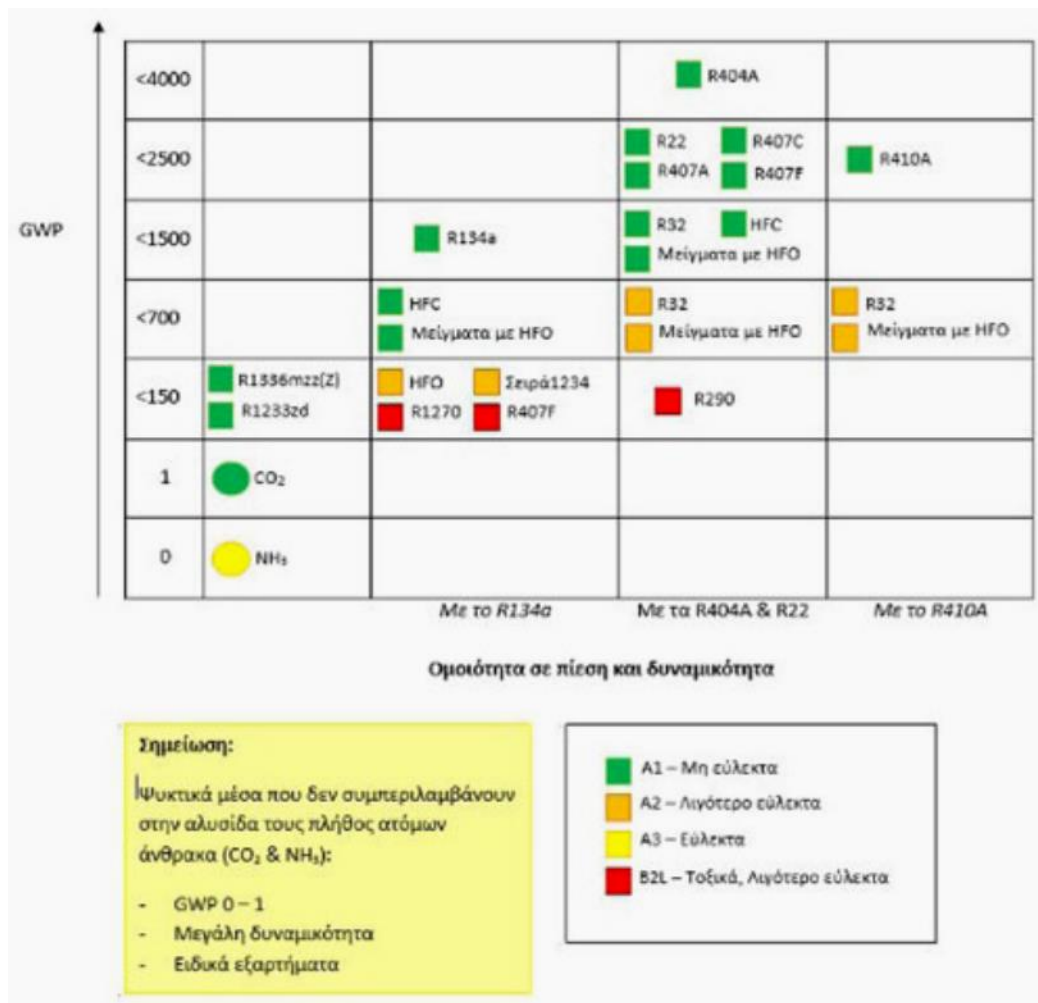 <4000
R404A
<2500
R22 R407C
R407A R407F
R410A
GWP
<1500
R134a
R32 HFC
Μείγματα με HFO
<700
HFC
Μείγματα με HFO
R32
Μείγματα με HFO
R32
Μείγματα με HFO
<150
R1336mzz(Z)
R1233zd
HFO Σειρά1234
R1270 R407F
R290
1
CO₂
0
NH₃
Με το R134a Με τα R404A & R22 Με το R410A
Ομοιότητα σε πίεση και δυναμικότητα
Σημείωση:
Ψυκτικά μέσα που δεν συμπεριλαμβάνουν
στην αλυσίδα τους πλήθος ατόμων
άνθρακα (CO₂ & NH₃):
- GWP 0 – 1
- Μεγάλη δυναμικότητα
- Ειδικά εξαρτήματα
A1 – Μη εύλεκτα
A2 – Λιγότερο εύλεκτα
A3 – Εύλεκτα
B2L – Τοξικά, Λιγότερο εύλεκτα